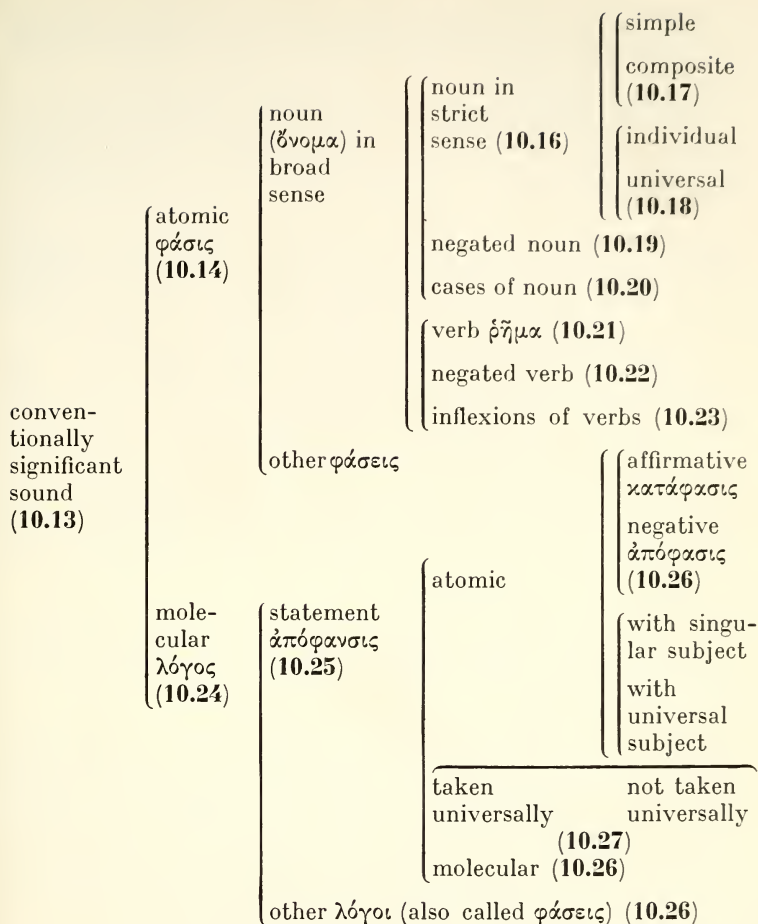 simple
composite
(10.17)
individual
universal
(10.18)
noun in
strict
sense (10.16)
negated noun (10.19)
cases of noun (10.20)
verb ῥῆμα (10.21)
negated verb (10.22)
inflexions of verbs (10.23)
noun
(ὄνομα) in
broad
sense
other φάσεις
atomic
φάσις
(10.14)
conven-
tionally
significant
sound
(10.13)
mole-
cular
λόγος
(10.24)
statement
ἀπόφανσις
(10.25)
atomic
affirmative
κατάφασις
negative
ἀπόφασις
(10.26)
with singu-
lar subject
with
universal
subject
taken not taken
universally universally
(10.27)
molecular (10.26)
other λόγοι (also called φάσεις) (10.26)